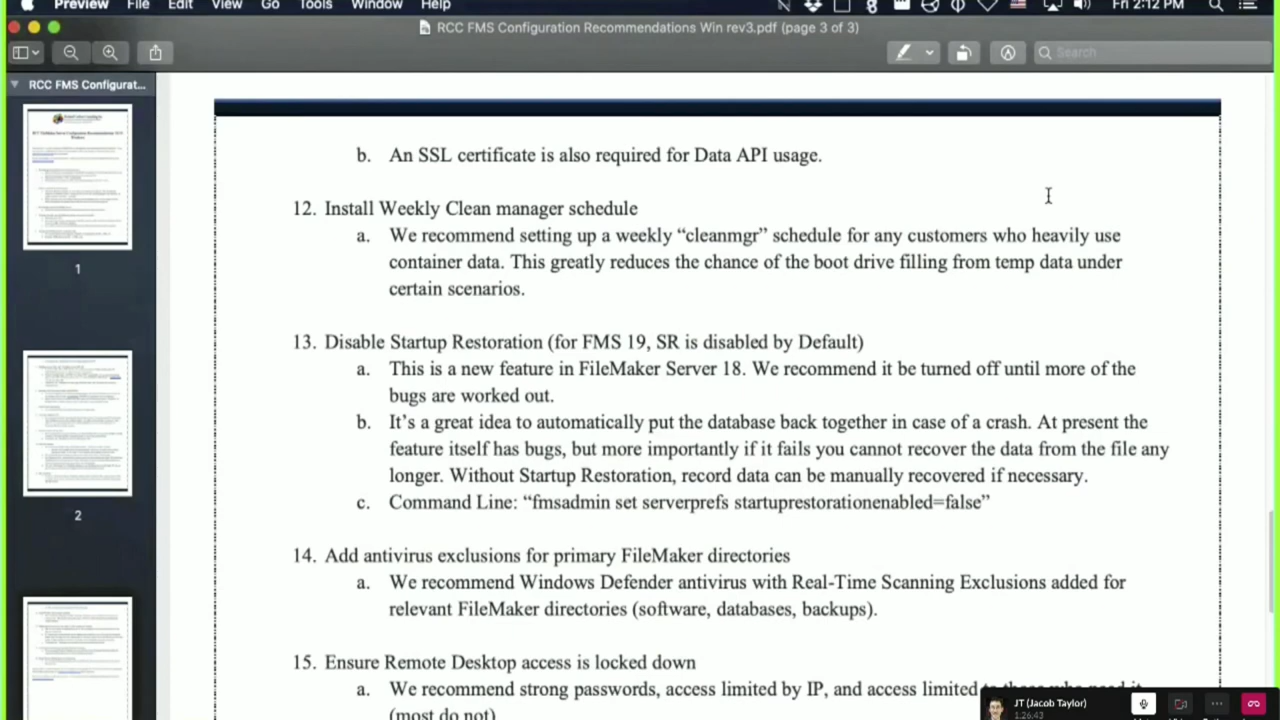 Preview File Edit View Go Tools Window Help
Fri 2:12 PM
RCC FMS Configuration Recommendations Win rev3.pdf (page 3 of 3)
Search
RCC FMS Configurat...
1
2
b. An SSL certificate is also required for Data API usage.
12. Install Weekly Clean manager schedule
a. We recommend setting up a weekly “cleanmgr” schedule for any customers who heavily use
container data. This greatly reduces the chance of the boot drive filling from temp data under
certain scenarios.
13. Disable Startup Restoration (for FMS 19, SR is disabled by Default)
a. This is a new feature in FileMaker Server 18. We recommend it be turned off until more of the
bugs are worked out.
b. It’s a great idea to automatically put the database back together in case of a crash. At present the
feature itself has bugs, but more importantly if it fails you cannot recover the data from the file any
longer. Without Startup Restoration, record data can be manually recovered if necessary.
c. Command Line: “fmsadmin set serverprefs startuprestorationenabled=false”
14. Add antivirus exclusions for primary FileMaker directories
a. We recommend Windows Defender antivirus with Real-Time Scanning Exclusions added for
relevant FileMaker directories (software, databases, backups).
15. Ensure Remote Desktop access is locked down
a. We recommend strong passwords, access limited by IP, and access limited
(most do not)
JT (Jacob Taylor)
1:26:43